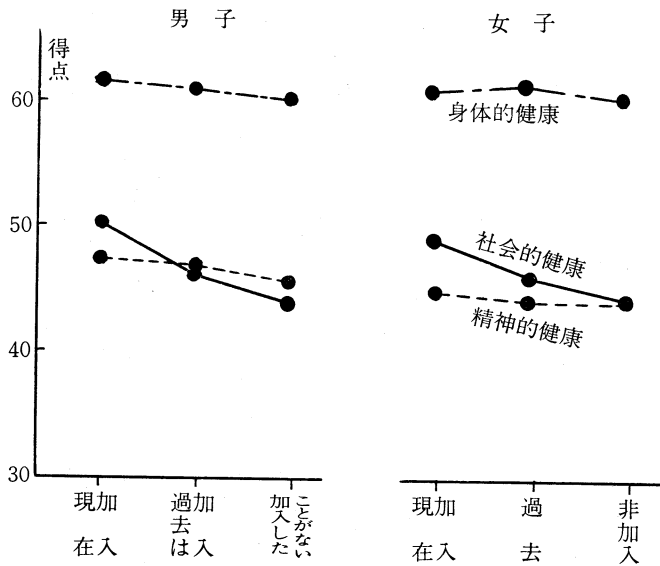 男子
女子
得点
60
50
40
30
身体的健康
社会的健康
精神的健康
現在
加入
過去は
加入
加入した
ことがない
現在
加入
過去
非加入